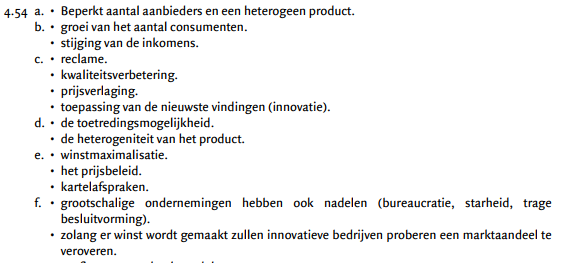 4.54 a. • Beperkt aantal aanbieders en een heterogeen product.
b. • groei van het aantal consumenten.
• stijging van de inkomens.
c. • reclame.
• kwaliteitsverbetering.
• prijsverlaging.
• toepassing van de nieuwste vindingen (innovatie).
d. • de toetredingsmogelijkheid.
• de heterogeniteit van het product.
e. • winstmaximalisatie.
• het prijsbeleid.
• kartelafspraken.
f. • grootschalige ondernemingen hebben ook nadelen (bureaucratie, starheid, trage
besluitvorming).
• zolang er winst wordt gemaakt zullen innovatieve bedrijven proberen een marktaandeel te
veroveren.